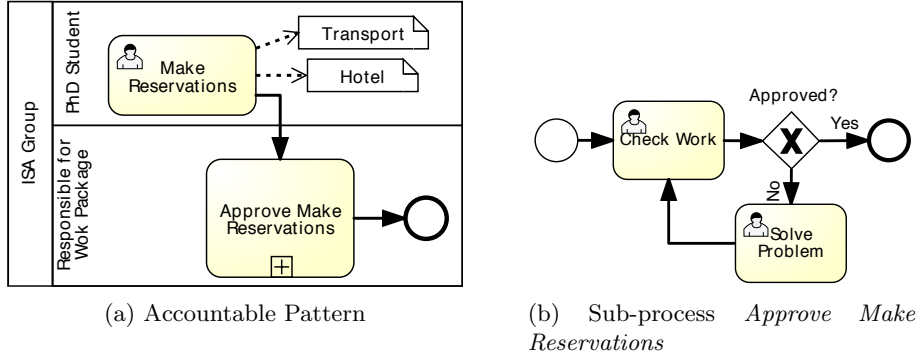 ISA Group
PhD Student
Make
Reservations
Transport
Hotel
Responsible for
Wok Package
Approve Make
Reservations
(a) Accountable Pattern
Check Work
Approved?
Yes
No
Solve
Problem
(b) Sub-process Approve Make
Reservations